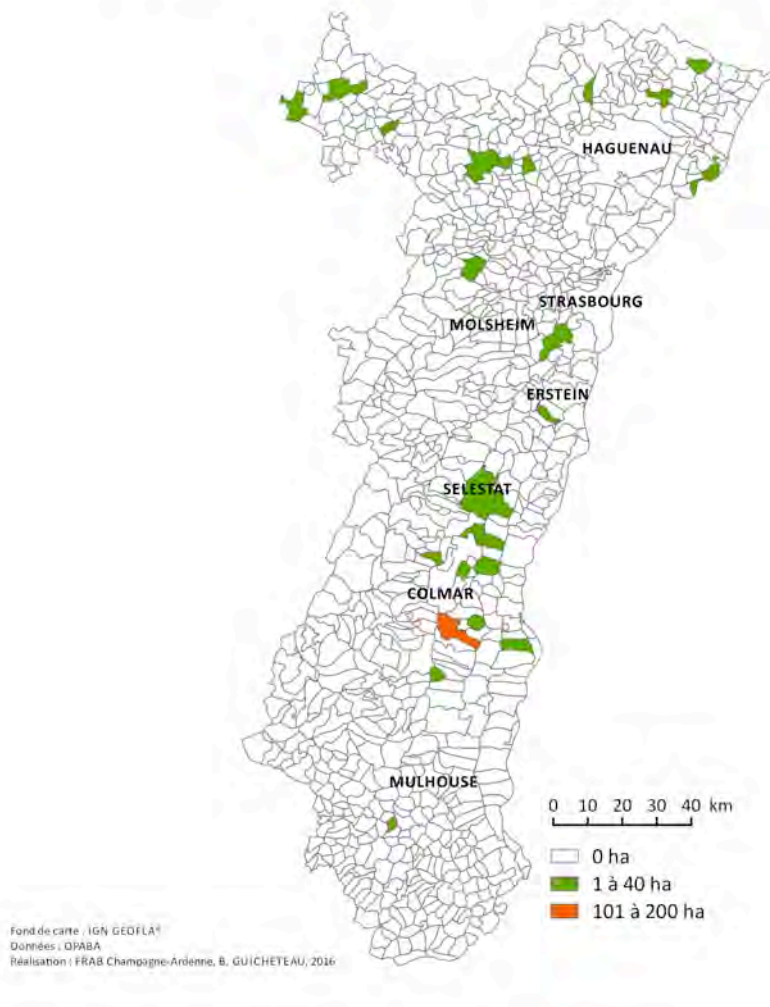 HAGUENAU
STRASBOURG
MOLSHEIM
ERSTEIN
SELESTAT
COLMAR
MULHOUSE
0 10 20 30 40 km
0 ha
1 à 40 ha
101 à 200 ha
Fond de carte : IGN GEOFLA®
Données : OPABA
Réalisation : FRAB Champagne-Ardenne, B. GUICHETEAU, 2016